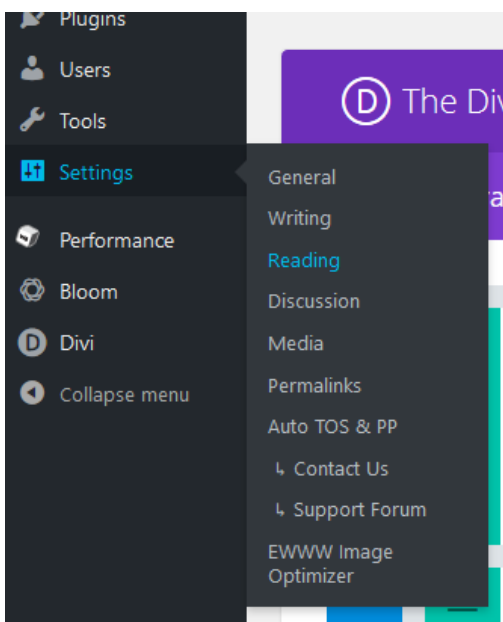 Plugins
Users
Tools
Settings
Performance
Bloom
Divi
Collapse menu
The Div
General
Writing
Reading
Discussion
Media
Permalinks
Auto TOS & PP
↳ Contact Us
↳ Support Forum
EWWW Image
Optimizer